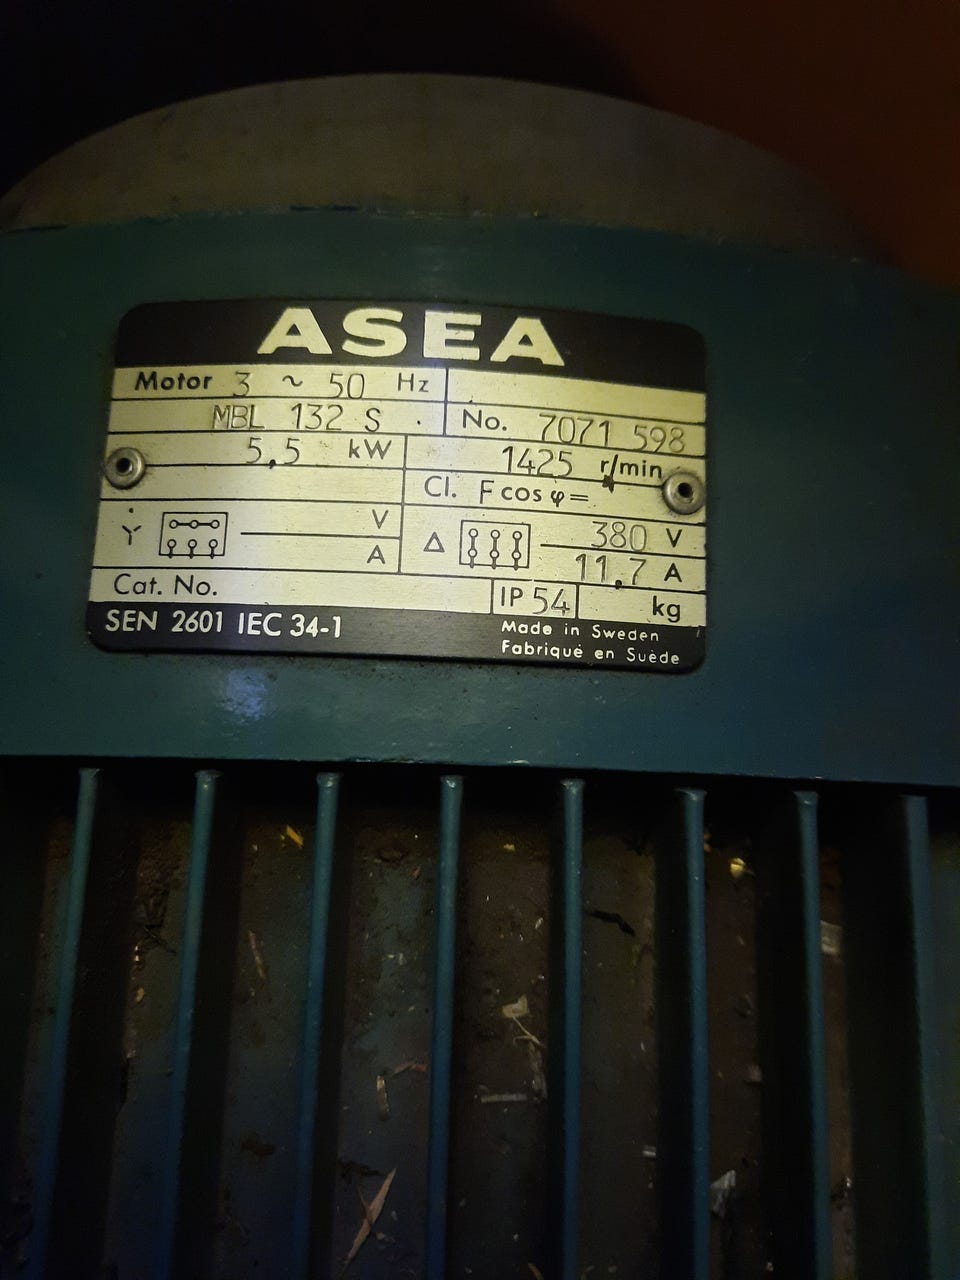 ASEA
Motor 3 ~ 50 Hz
MBL 132 S No. 7071 598
5,5 kW 1425 r/min
Cl. F cos φ =
Y V Δ 380 V
A 11,7 A
Cat. No. IP 54 kg
SEN 2601 IEC 34-1 Made in Sweden
Fabriqué en Suède